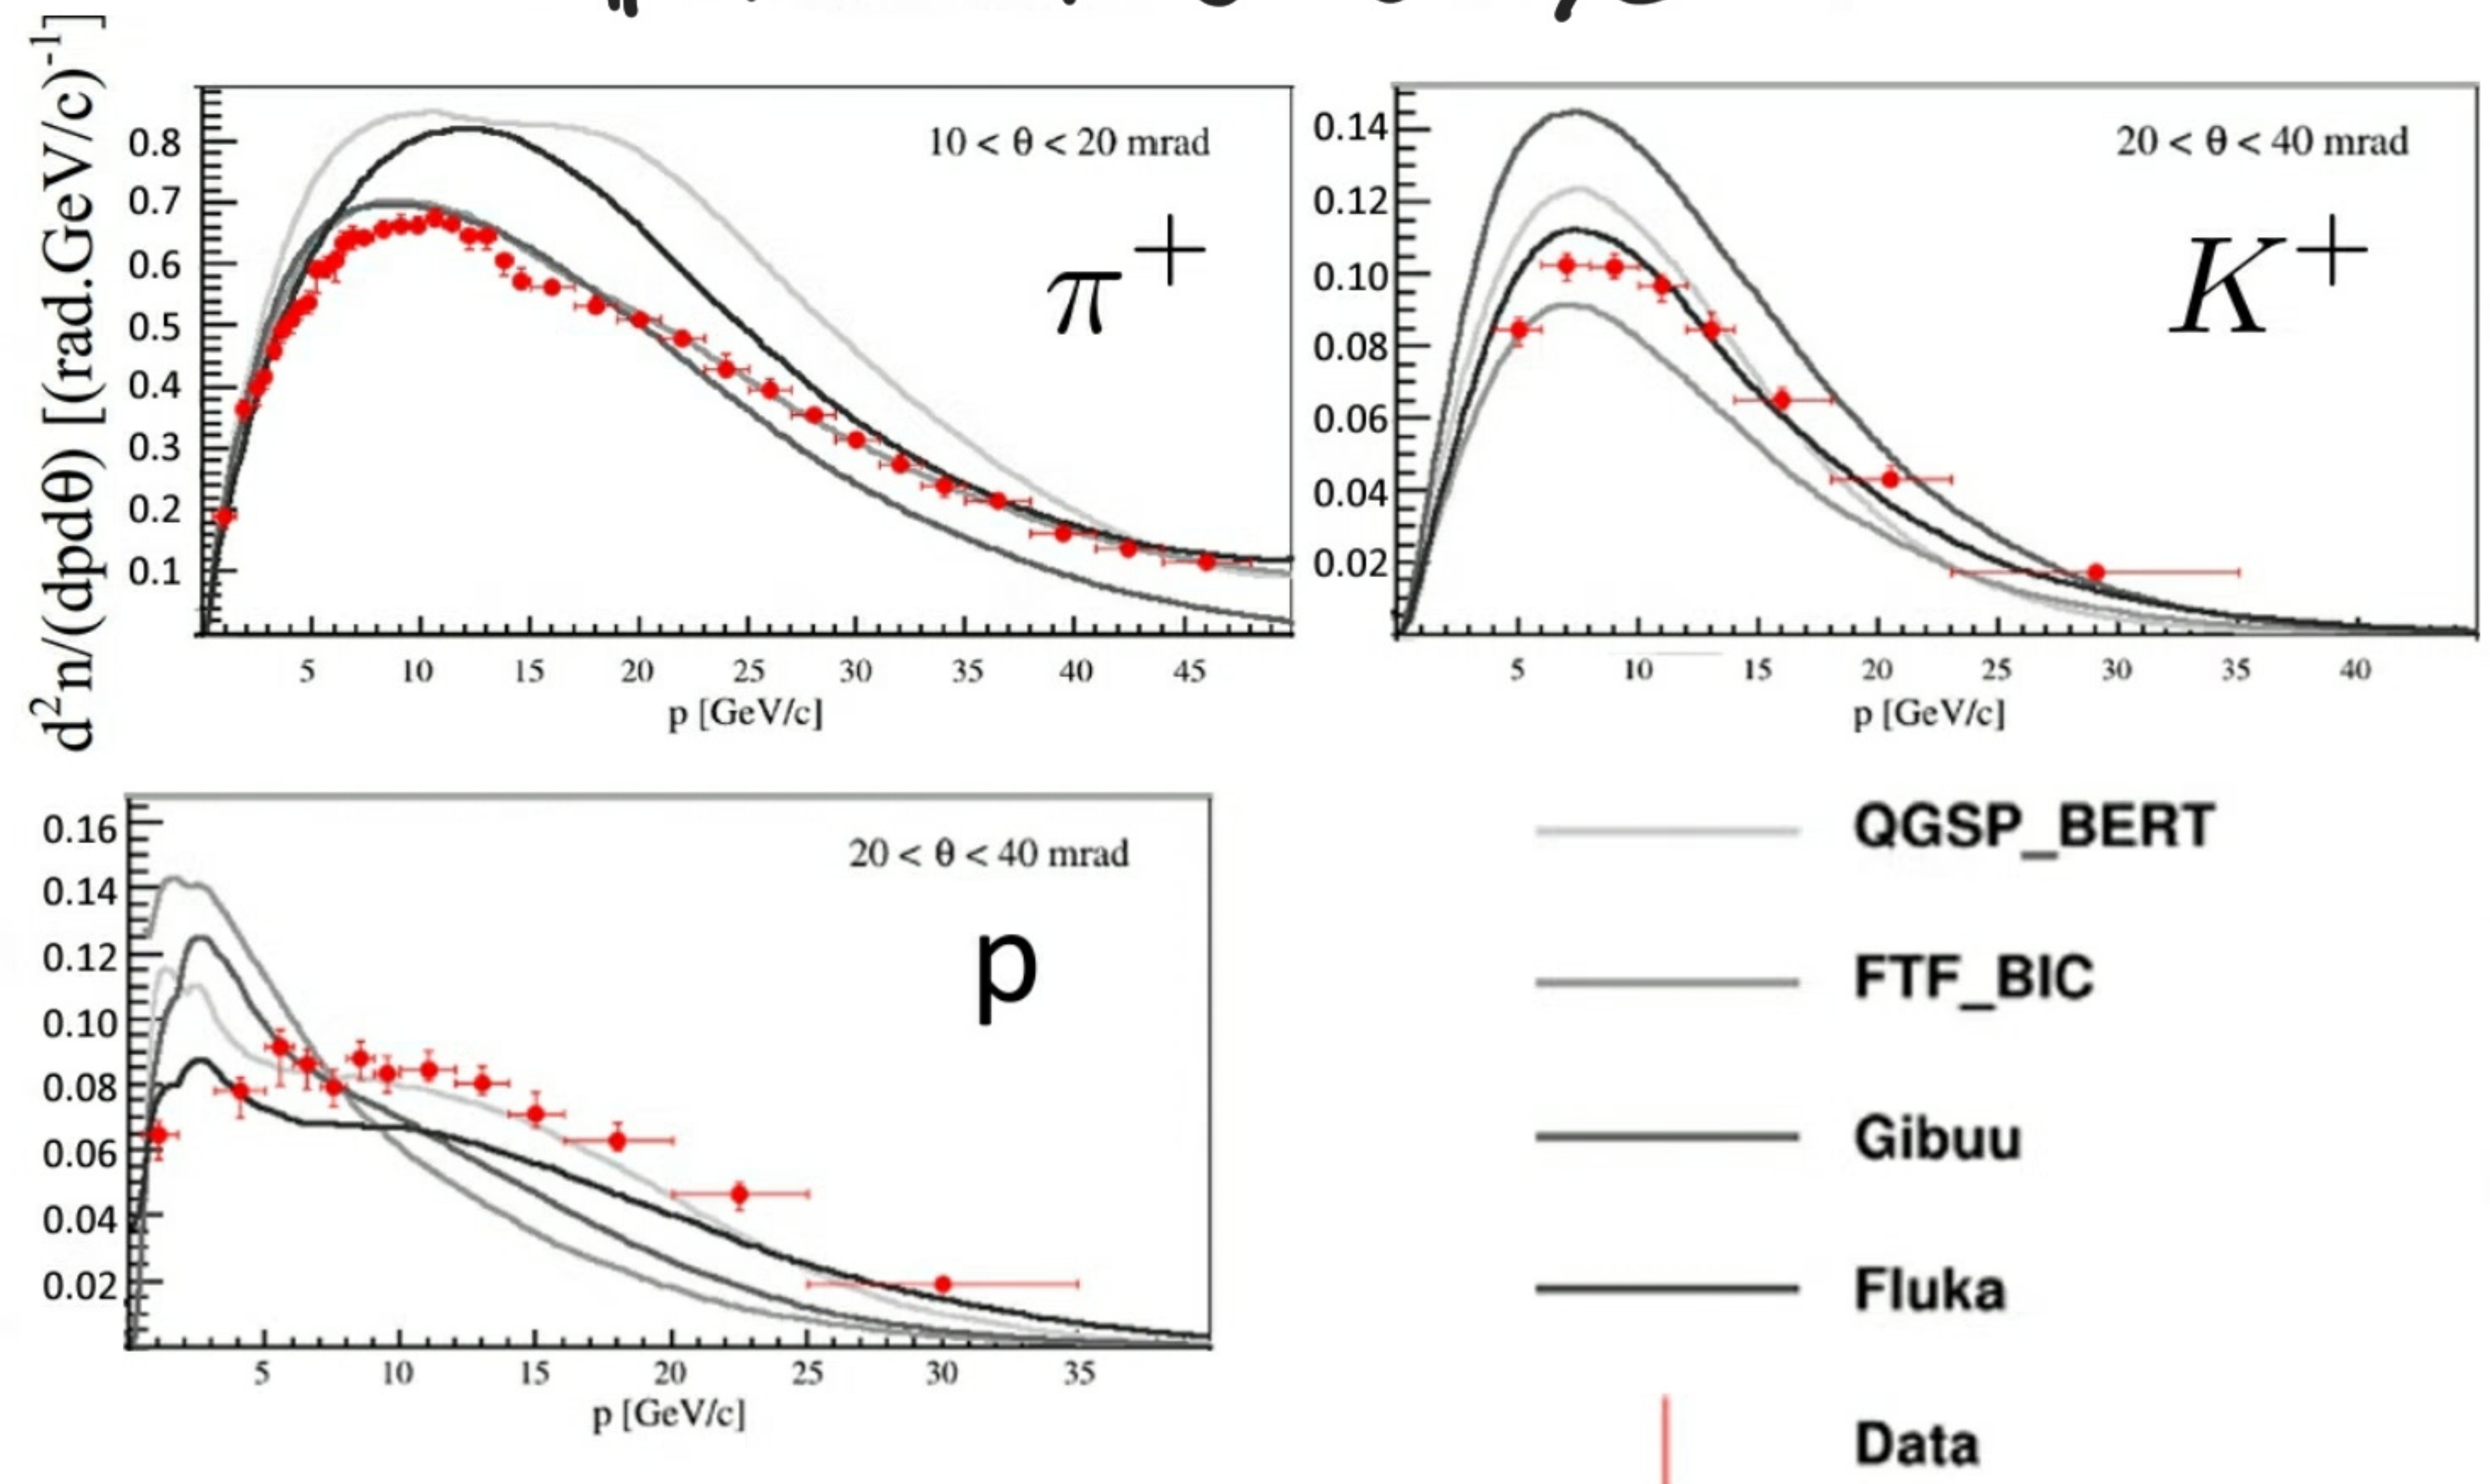 d²n/(dpdθ) [(rad.GeV/c)⁻¹]
0.8
0.7
0.6
0.5
0.4
0.3
0.2
0.1
10 < θ < 20 mrad
π⁺
5 10 15 20 25 30 35 40 45
p [GeV/c]
0.14
0.12
0.10
0.08
0.06
0.04
0.02
20 < θ < 40 mrad
K⁺
5 10 15 20 25 30 35 40
p [GeV/c]
0.16
0.14
0.12
0.10
0.08
0.06
0.04
0.02
20 < θ < 40 mrad
p
5 10 15 20 25 30 35
p [GeV/c]
QGSP_BERT
FTF_BIC
Gibuu
Fluka
Data